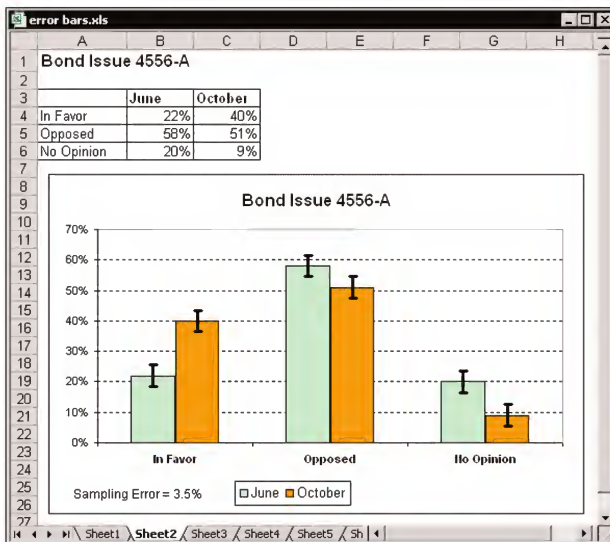 error bars.xls
A B C D E F G H
1 Bond Issue 4556-A
2
3 June October
4 In Favor 22% 40%
5 Opposed 58% 51%
6 No Opinion 20% 9%
7
8
9 Bond Issue 4556-A
10
11
12
13
14
15
16
17
18
19
20
21
22
23
24
25
26
27
70%
60%
50%
40%
30%
20%
10%
0%
In Favor Opposed No Opinion
Sampling Error = 3.5% June October
Sheet1 Sheet2 Sheet3 Sheet4 Sheet5 Sh